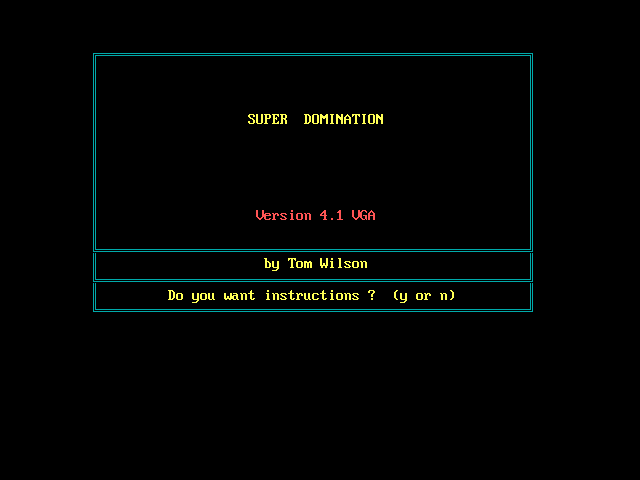 SUPER  DOMINATION
Version 4.1 VGA
by Tom Wilson
Do you want instructions ?  (y or n)